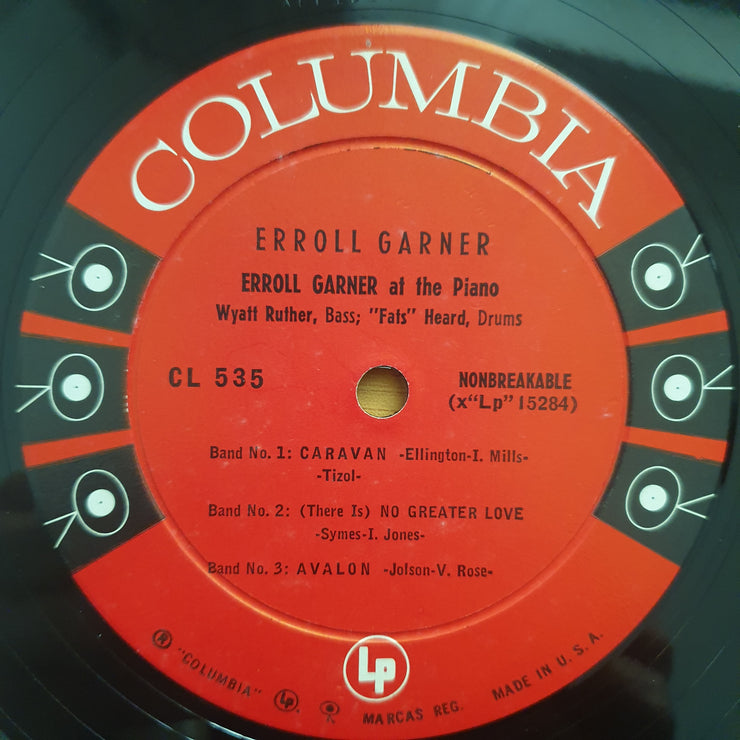 COLUMBIA
ERROLL GARNER
ERROLL GARNER at the Piano
Wyatt Ruther, Bass; "Fats" Heard, Drums
CL 535
NONBREAKABLE
(x"Lp" 15284)
Band No. 1: CARAVAN -Ellington-I. Mills-
-Tizol-
Band No. 2: (There Is) NO GREATER LOVE
-Symes-I. Jones-
Band No. 3: AVALON -Jolson-V. Rose-
Lp
® "COLUMBIA" Lp MARCAS REG. MADE IN U. S. A.